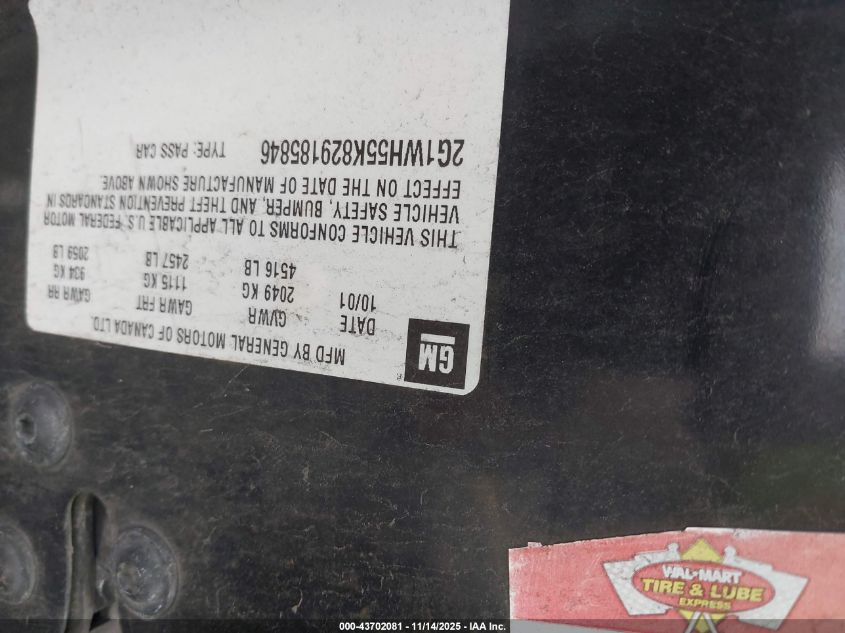 GM
MFD BY GENERAL MOTORS OF CANADA LTD.
DATE GVWR GAWR FRT GAWR RR
10/01 2049 KG 1115 KG 934 KG
4516 LB 2457 LB 2059 LB
THIS VEHICLE CONFORMS TO ALL APPLICABLE U.S. FEDERAL MOTOR
VEHICLE SAFETY, BUMPER, AND THEFT PREVENTION STANDARDS IN
EFFECT ON THE DATE OF MANUFACTURE SHOWN ABOVE.
2G1WH55K829185846 TYPE: PASS CAR
WAL-MART
TIRE & LUBE
EXPRESS
000-43702081 - 11/14/2025 - IAA Inc.